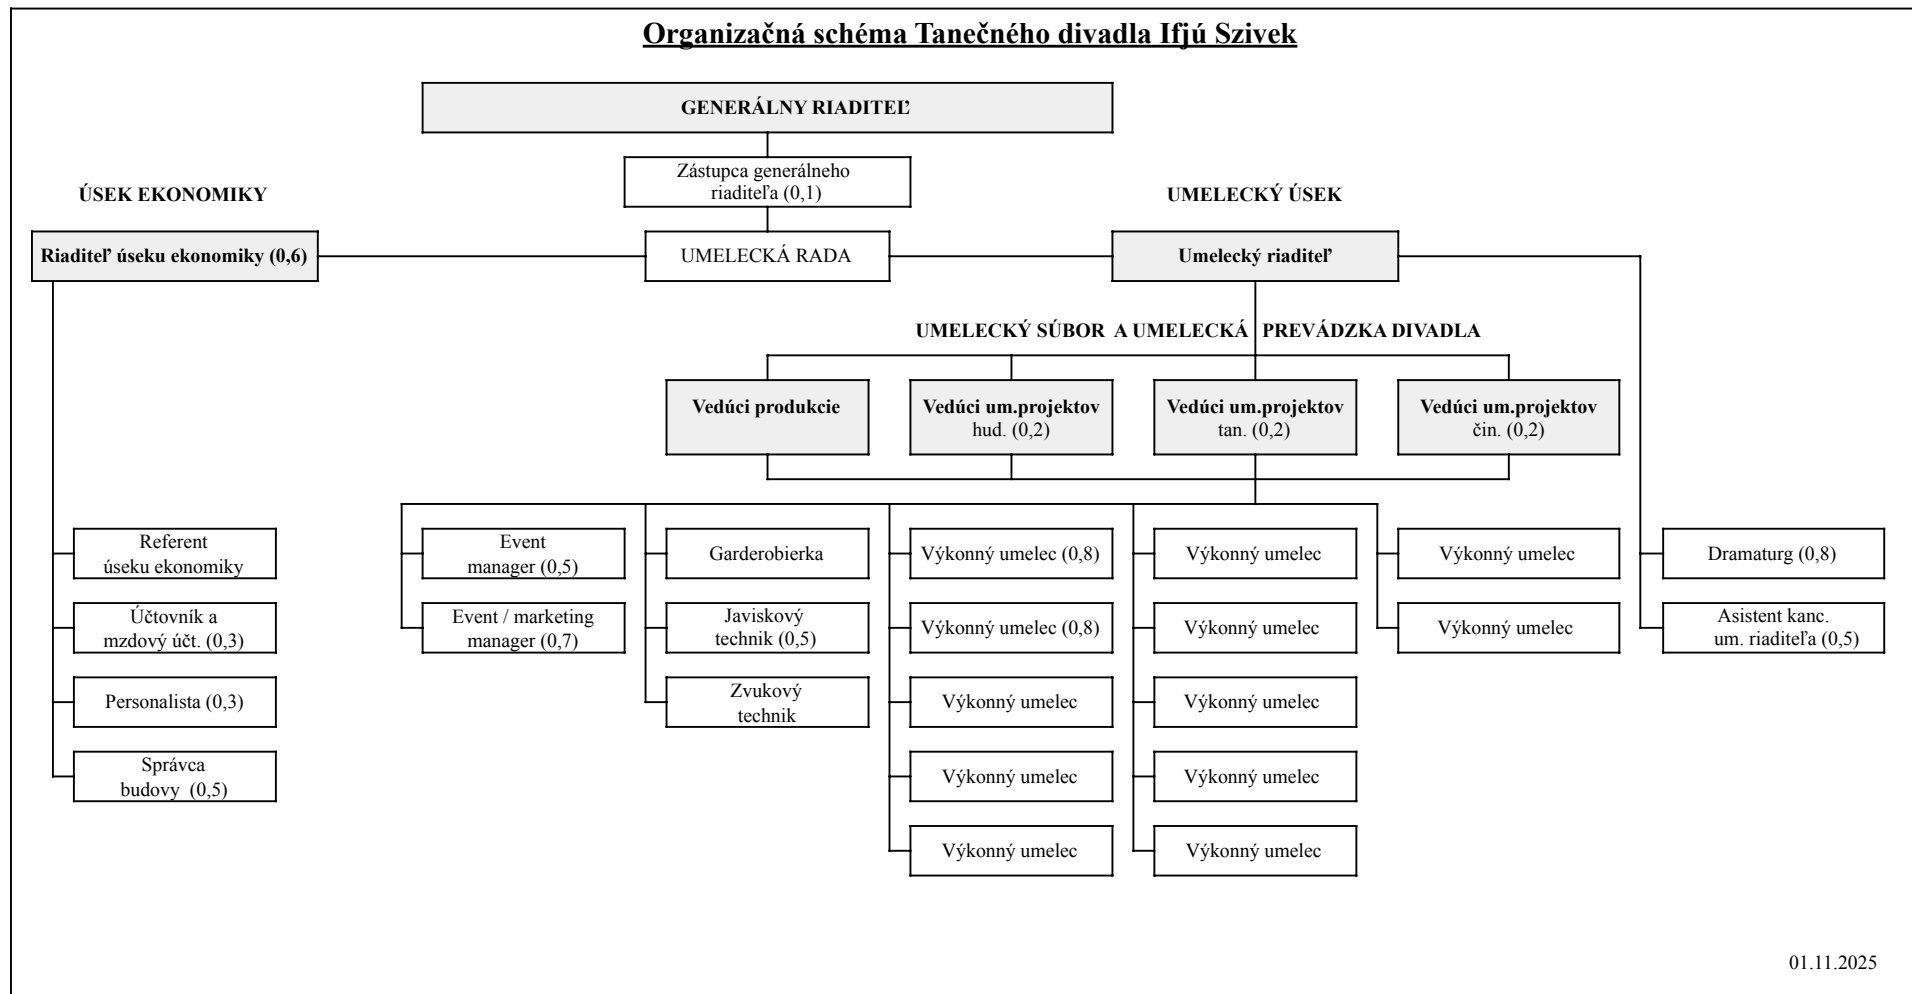 Organizačná schéma Tanečného divadla Ifjú Szivek
GENERÁLNY RIADITEĽ
Zástupca generálneho
riaditeľa (0,1)
ÚSEK EKONOMIKY
UMELECKÝ ÚSEK
Riaditeľ úseku ekonomiky (0,6)
UMELECKÁ RADA
Umelecký riaditeľ
UMELECKÝ SÚBOR A UMELECKÁ PREVÁDZKA DIVADLA
Vedúci produkcie
Vedúci um.projektov
hud. (0,2)
Vedúci um.projektov
tan. (0,2)
Vedúci um.projektov
čin. (0,2)
Referent
úseku ekonomiky
Účtovník a
mzdový účt. (0,3)
Personalista (0,3)
Správca
budovy (0,5)
Event
manager (0,5)
Event / marketing
manager (0,7)
Garderobierka
Javiskový
technik (0,5)
Zvukový
technik
Výkonný umelec (0,8)
Výkonný umelec (0,8)
Výkonný umelec
Výkonný umelec
Výkonný umelec
Výkonný umelec
Výkonný umelec
Výkonný umelec
Výkonný umelec
Výkonný umelec
Výkonný umelec
Výkonný umelec
Dramaturg (0,8)
Asistent kanc.
um. riaditeľa (0,5)
01.11.2025